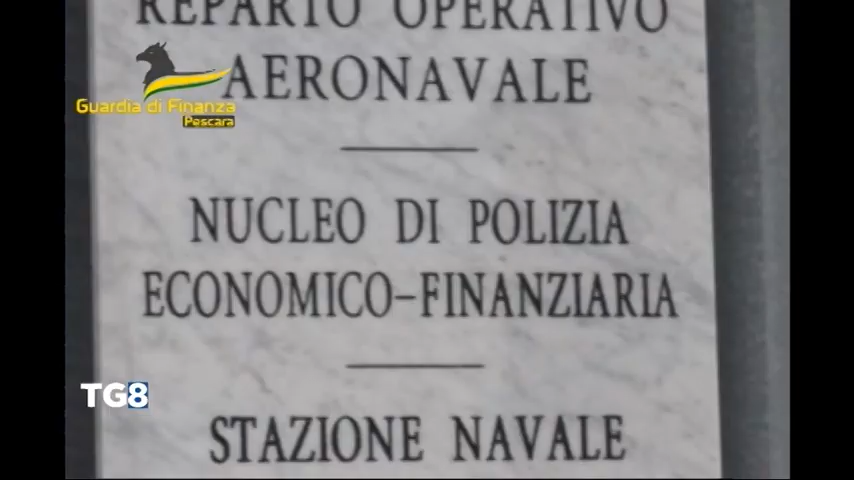 REPARTO OPERATIVO
AERONAVALE
Guardia di Finanza
Pescara
NUCLEO DI POLIZIA
ECONOMICO-FINANZIARIA
TG8
STAZIONE NAVALE